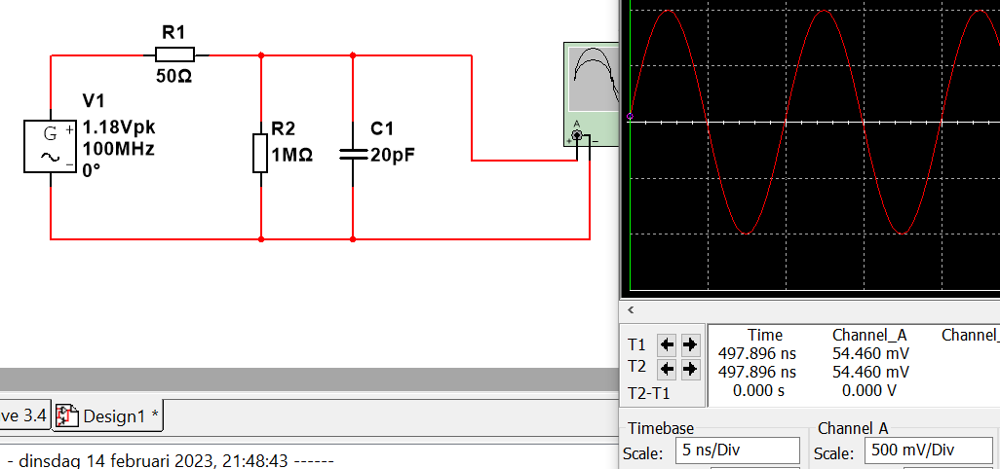 R1
50Ω
V1
G +
1.18Vpk
100MHz
0°
R2
1MΩ
C1
20pF
A
+ −
<
Time Channel_A Channel_
T1 497.896 ns 54.460 mV
T2 497.896 ns 54.460 mV
T2-T1 0.000 s 0.000 V
ve 3.4 Design1 *
Timebase Channel A
Scale: 5 ns/Div Scale: 500 mV/Div
- dinsdag 14 februari 2023, 21:48:43 ------